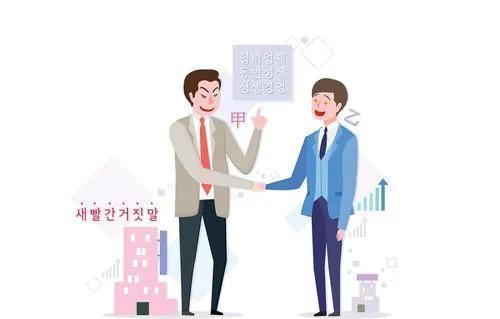 협력업체
동반성장
상생경영
甲
乙
새빨간거짓말